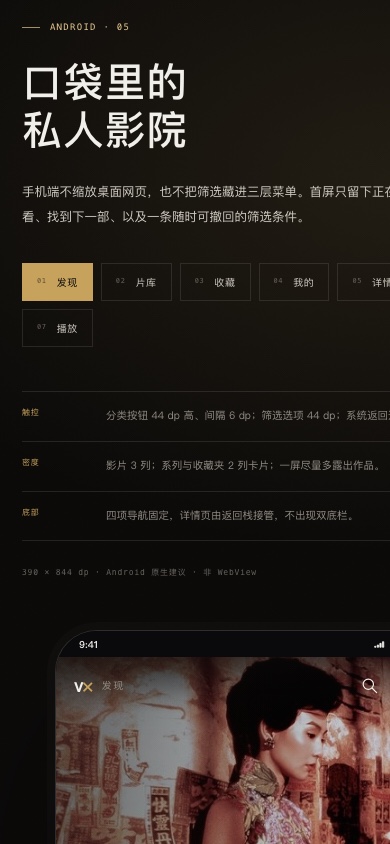 ANDROID · 05
口袋里的
私人影院
手机端不缩放桌面网页，也不把筛选藏进三层菜单。首屏只留下正在
看、找到下一部、以及一条随时可撤回的筛选条件。
01 发现
02 片库
03 收藏
04 我的
05 详情
07 播放
触控
分类按钮 44 dp 高、间隔 6 dp；筛选选项 44 dp；系统返回
密度
影片 3 列；系列与收藏夹 2 列卡片；一屏尽量多露出作品。
底部
四项导航固定，详情页由返回栈接管，不出现双底栏。
390 × 844 dp · Android 原生建议 · 非 WebView
9:41
VX 发现
快靈丹